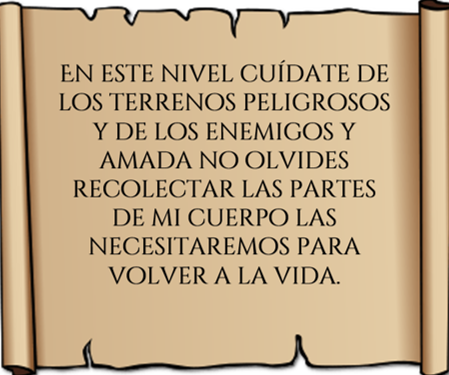 EN ESTE NIVEL CUÍDATE DE
LOS TERRENOS PELIGROSOS
Y DE LOS ENEMIGOS Y
AMADA NO OLVIDES
RECOLECTAR LAS PARTES
DE MI CUERPO LAS
NECESITAREMOS PARA
VOLVER A LA VIDA.